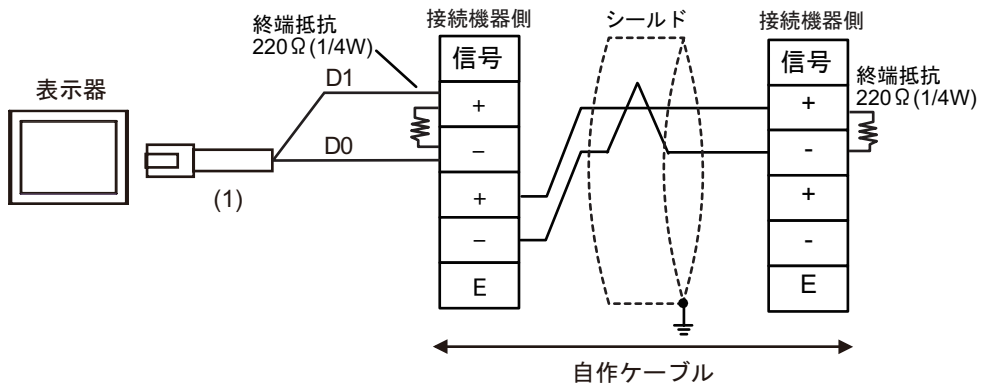 表示器
(1)
D1
D0
終端抵抗
220Ω(1/4W)
接続機器側
信号
+
−
+
−
E
シールド
接続機器側
信号
+
-
+
-
E
終端抵抗
220Ω(1/4W)
自作ケーブル